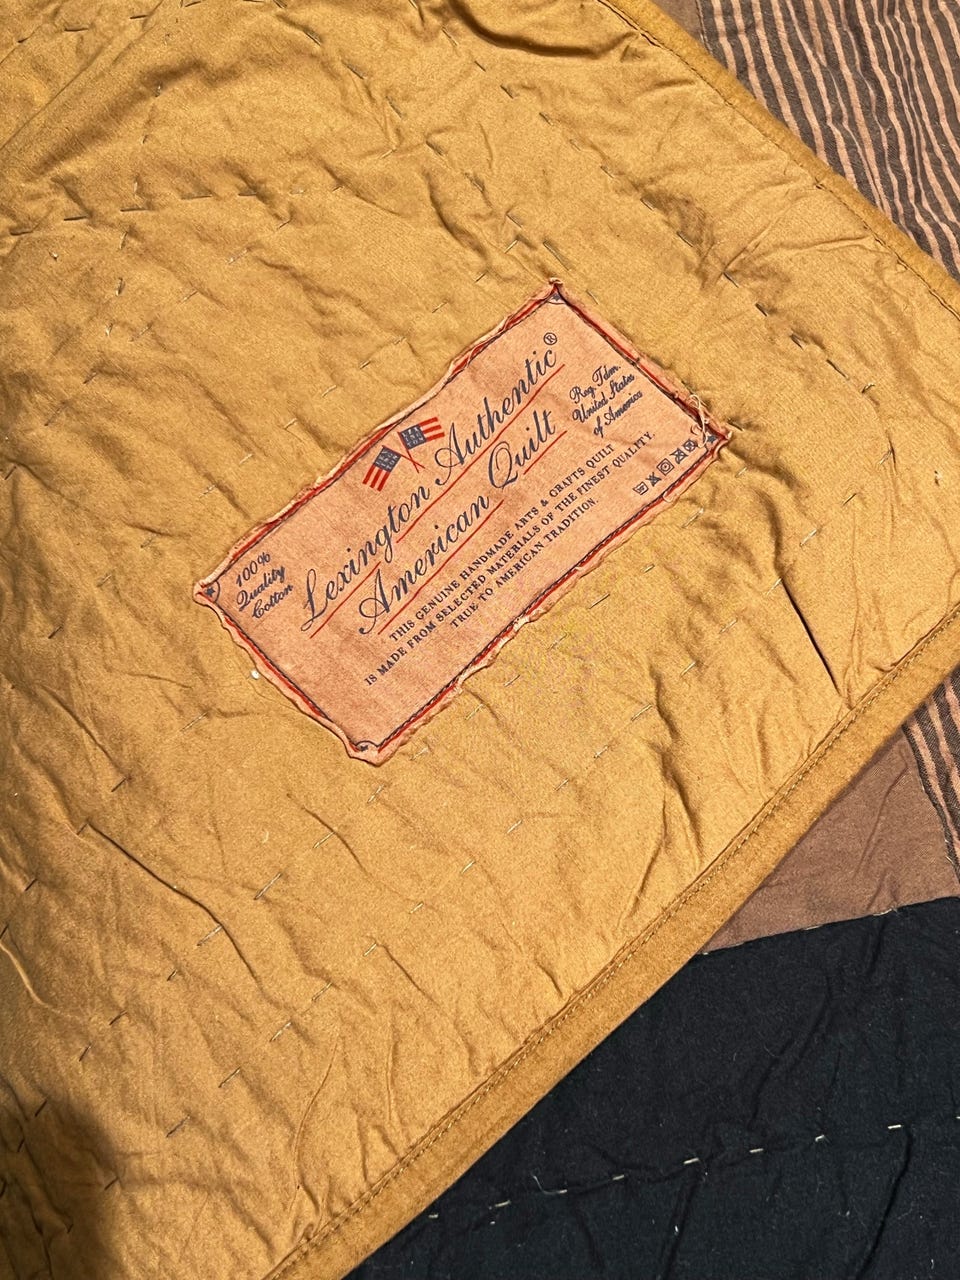 Lexington Authentic®
American Quilt
100%
Quality
Cotton
Reg. Tdm.
United States
of America
THIS GENUINE HANDMADE ARTS & CRAFTS QUILT
IS MADE FROM SELECTED MATERIALS OF THE FINEST QUALITY.
TRUE TO AMERICAN TRADITION.